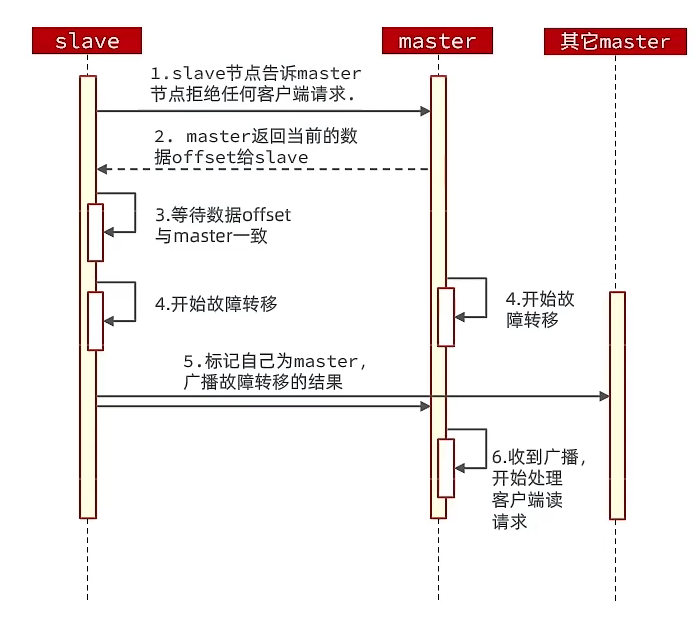 slave
master
其它master
1.slave节点告诉master
节点拒绝任何客户端请求.
2. master返回当前的数
据offset给slave
3.等待数据offset
与master一致
4.开始故障转移
4.开始故
障转移
5.标记自己为master,
广播故障转移的结果
6.收到广播，
开始处理
客户端读
请求